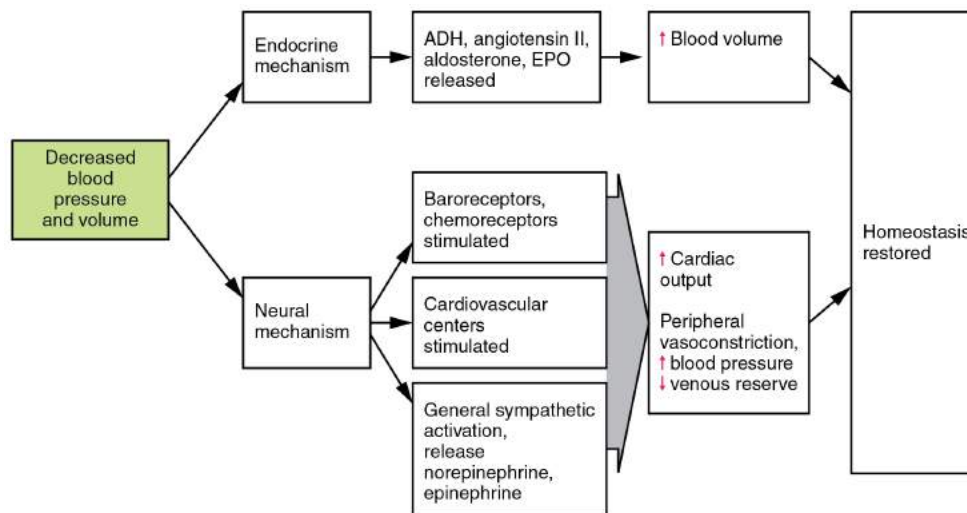 Decreased
blood
pressure
and volume
Endocrine
mechanism
ADH, angiotensin II,
aldosterone, EPO
released
↑ Blood volume
Neural
mechanism
Baroreceptors,
chemoreceptors
stimulated
Cardiovascular
centers
stimulated
General sympathetic
activation,
release
norepinephrine,
epinephrine
↑ Cardiac
output
Peripheral
vasoconstriction,
↑ blood pressure
↓ venous reserve
Homeostasis
restored